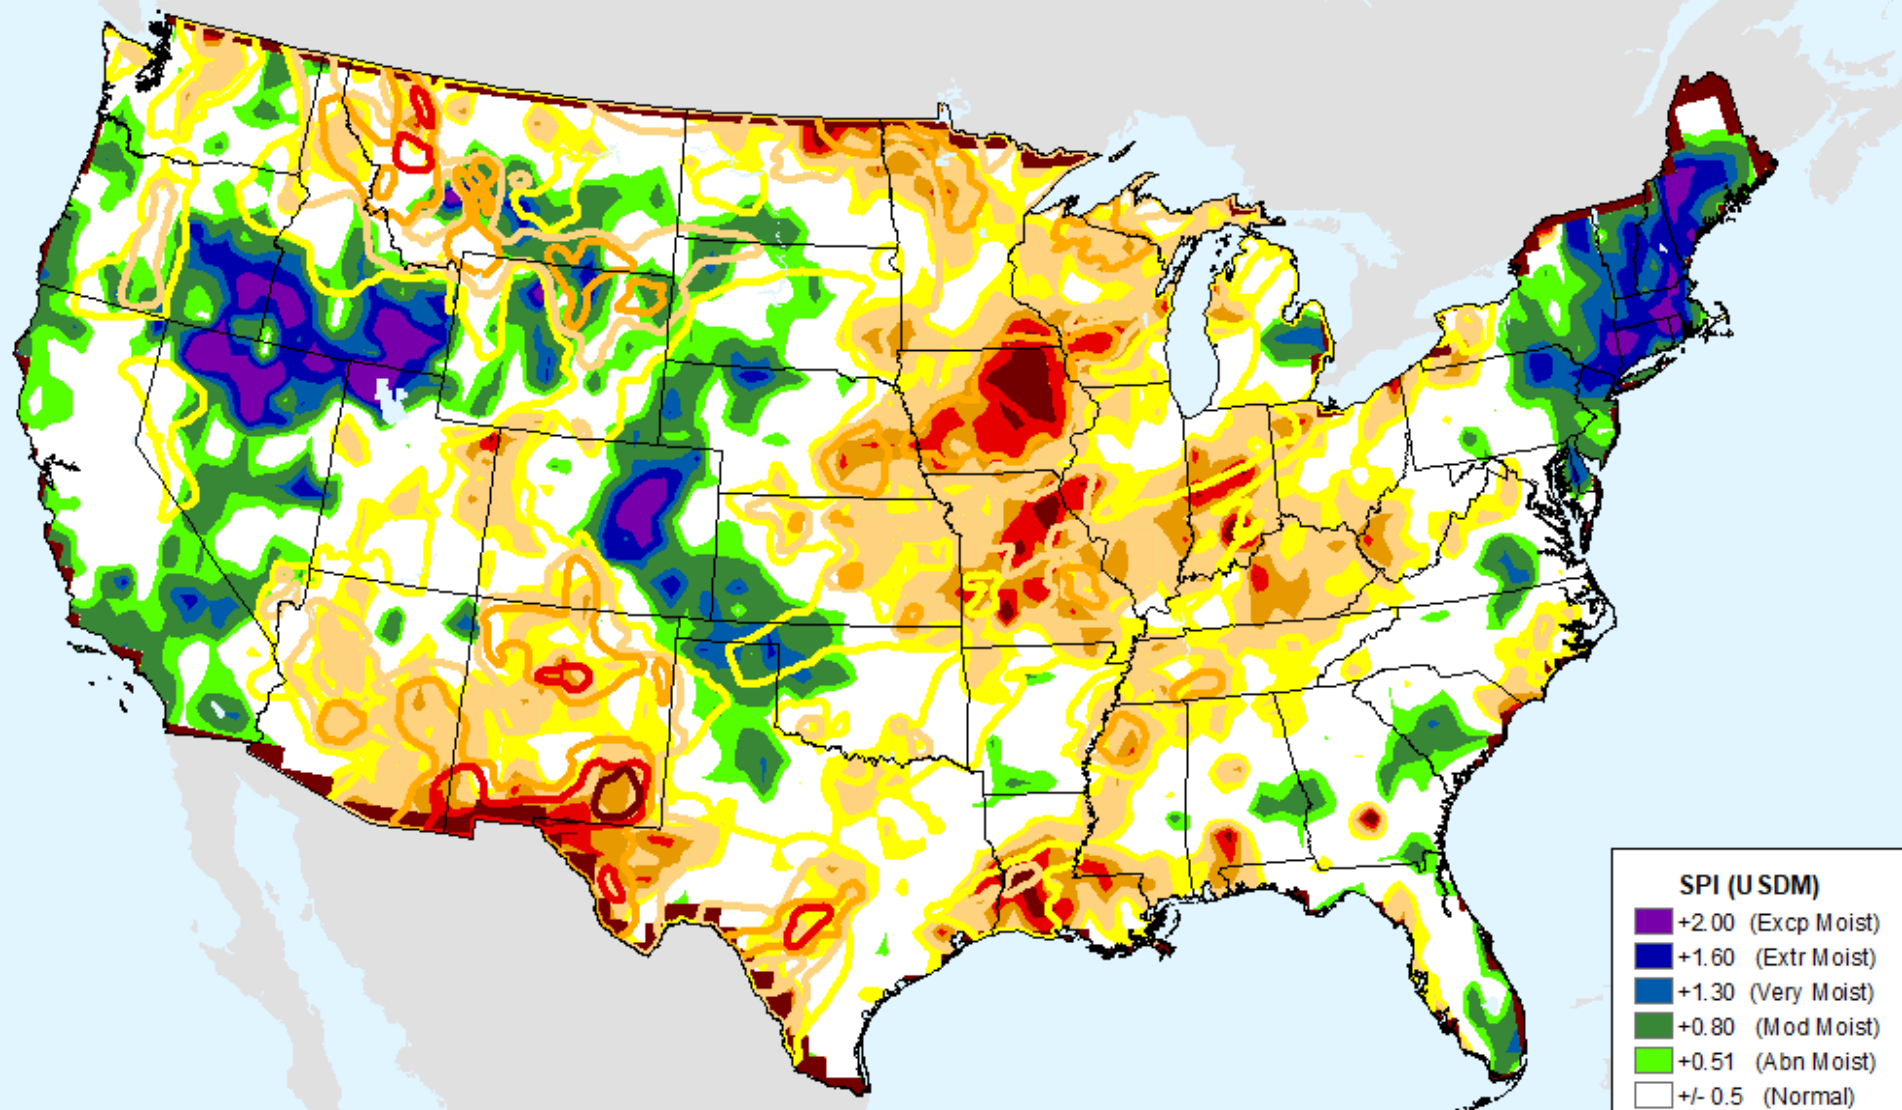 SPI (USDM)
+2.00 (Excp Moist)
+1.60 (Extr Moist)
+1.30 (Very Moist)
+0.80 (Mod Moist)
+0.51 (Abn Moist)
+/- 0.5 (Normal)